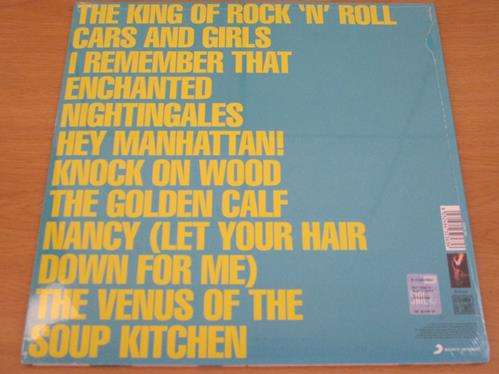 THE KING OF ROCK 'N' ROLL
CARS AND GIRLS
I REMEMBER THAT
ENCHANTED
NIGHTINGALES
HEY MANHATTAN!
KNOCK ON WOOD
THE GOLDEN CALF
NANCY (LET YOUR HAIR
DOWN FOR ME)
THE VENUS OF THE
SOUP KITCHEN